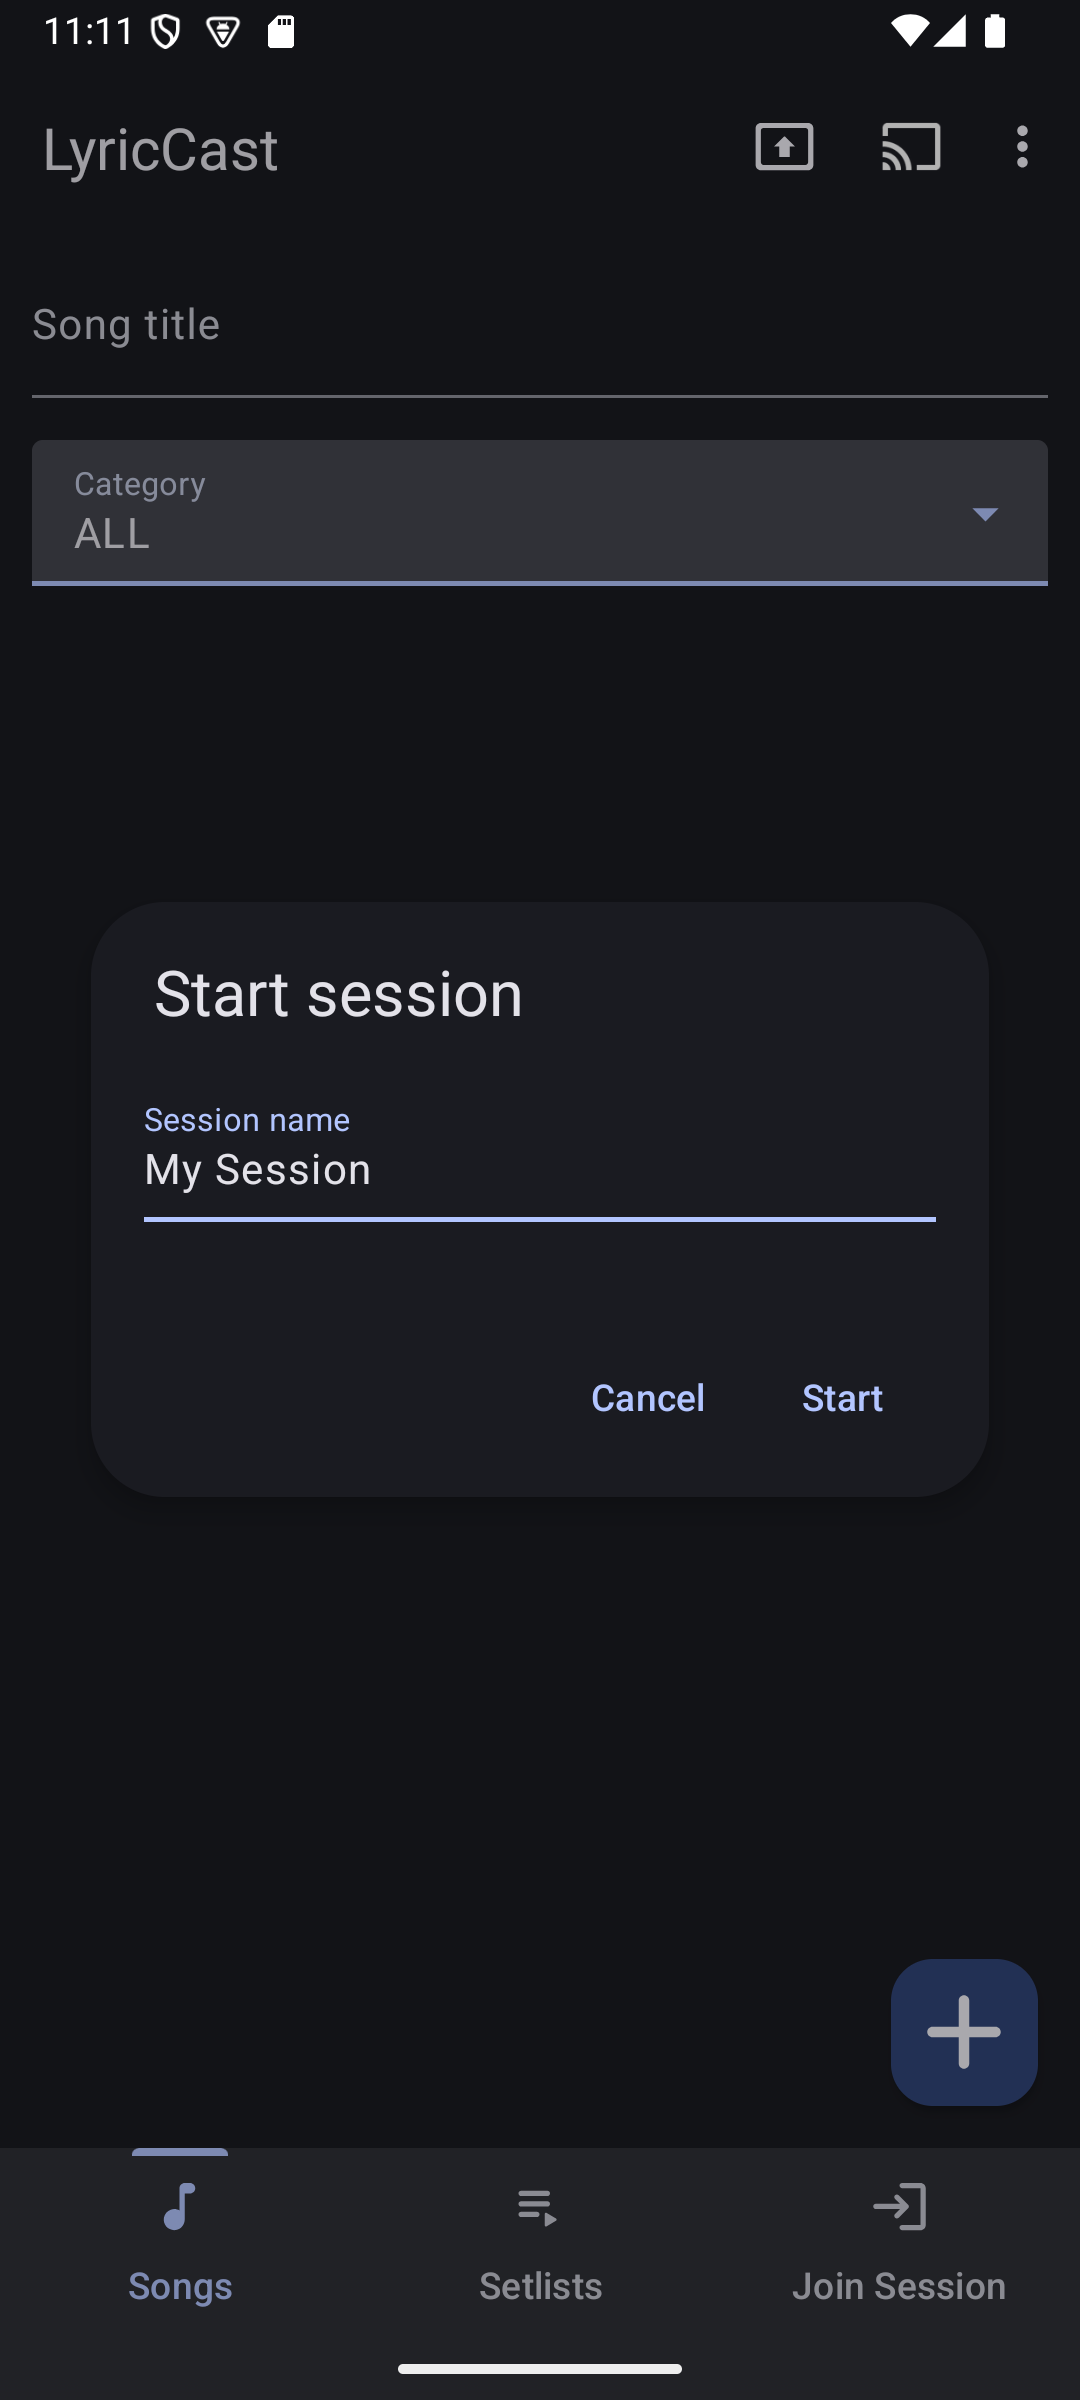 11:11
LyricCast
Song title
Category
ALL
Start session
Session name
My Session
Cancel
Start
Songs
Setlists
Join Session